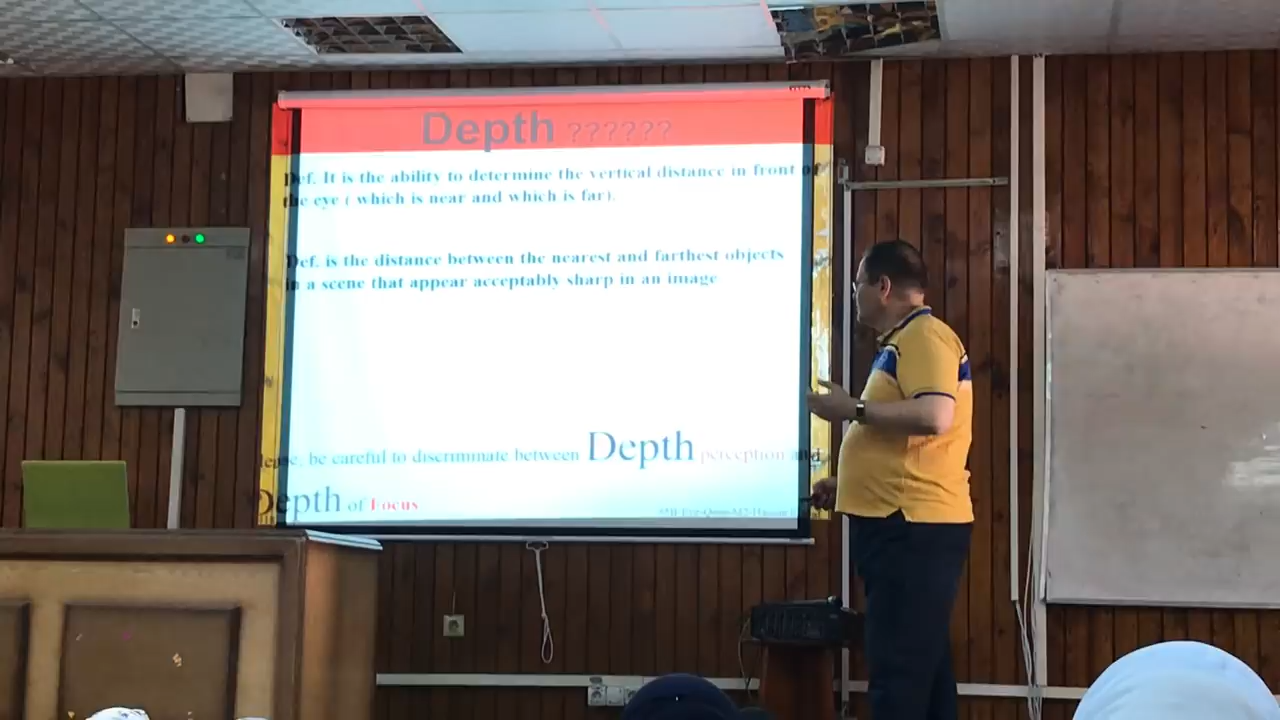 Depth ??????
Def. It is the ability to determine the vertical distance in front of
the eye ( which is near and which is far).
Def. is the distance between the nearest and farthest objects
in a scene that appear acceptably sharp in an image
be careful to discriminate between Depth perception and
Depth of Focus